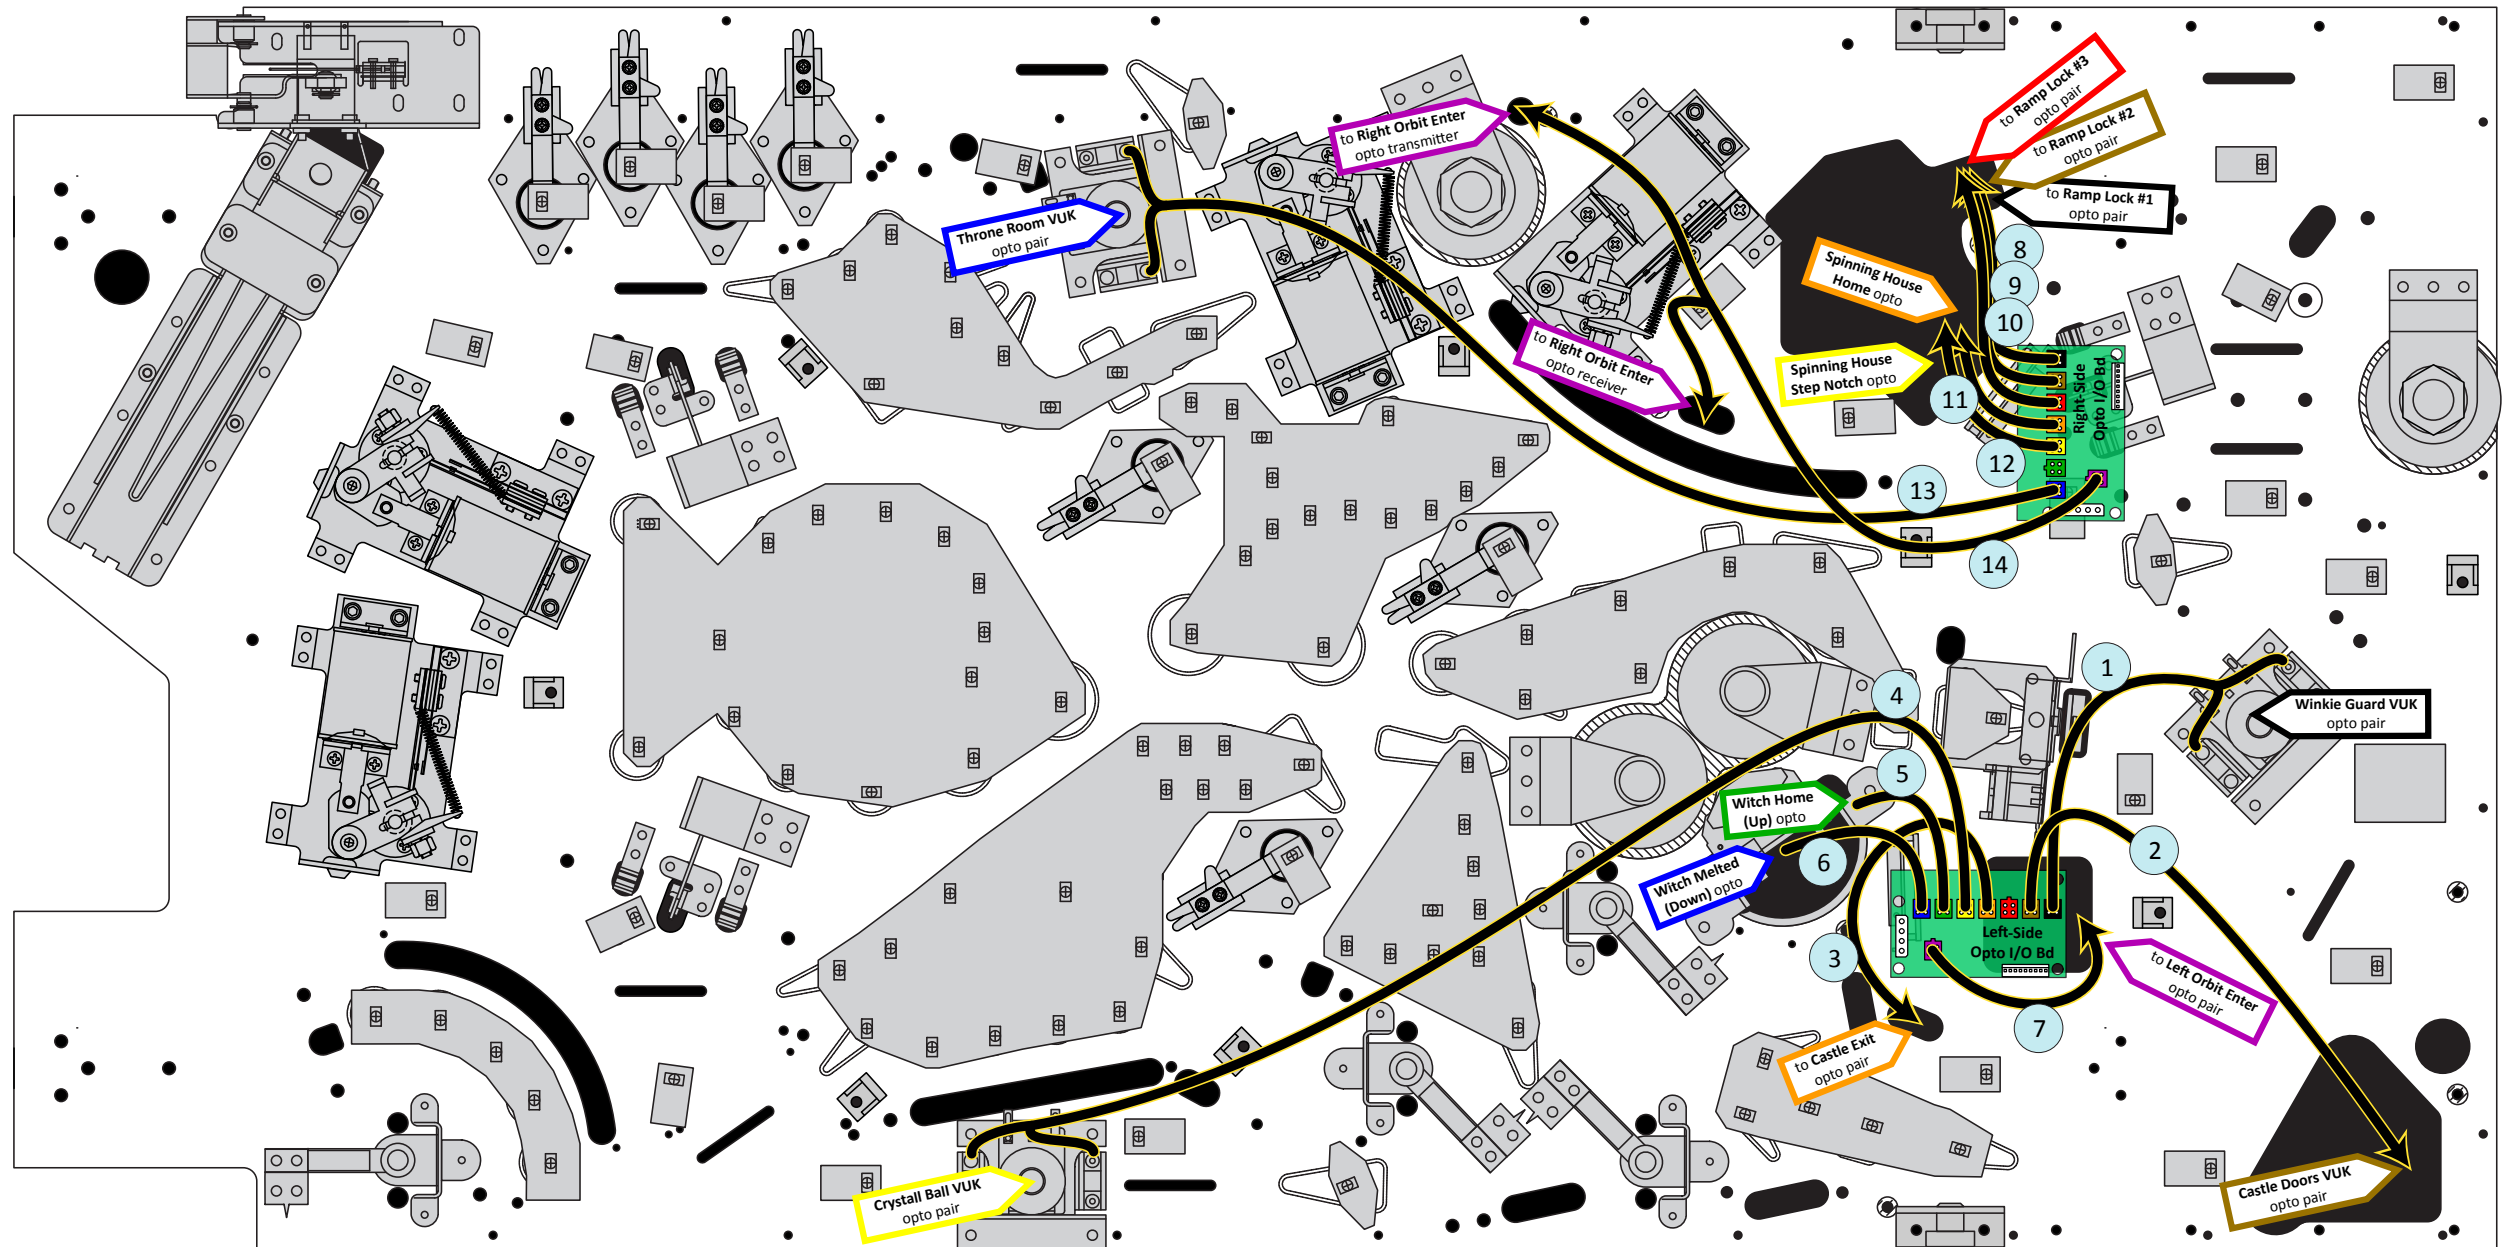 to Ramp Lock #3
opto pair
to Ramp Lock #2
opto pair
to Ramp Lock #1
opto pair
to Right Orbit Enter
opto transmitter
Throne Room VUK
opto pair
Spinning House
Home opto
to Right Orbit Enter
opto receiver
Spinning House
Step Notch opto
8
9
10
11
12
13
14
Right-Side
Opto I/O Bd
1
4
Winkie Guard VUK
opto pair
5
Witch Home
(Up) opto
6
2
Witch Melted
(Down) opto
Left-Side
Opto I/O Bd
3
to Left Orbit Enter
opto pair
7
to Castle Exit
opto pair
Crystall Ball VUK
opto pair
Castle Doors VUK
opto pair